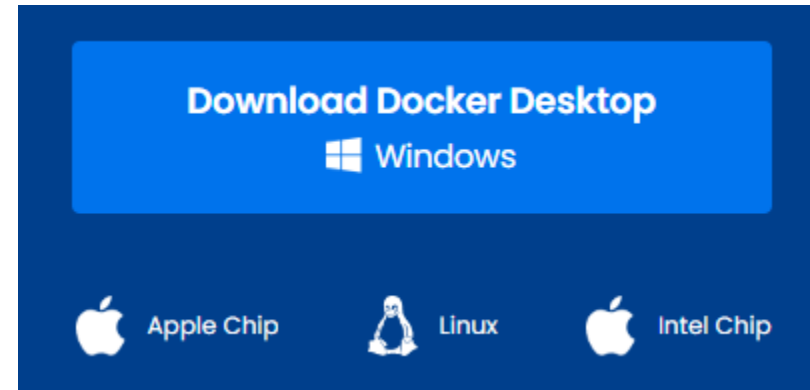 Download Docker Desktop
Windows
Apple Chip
Linux
Intel Chip